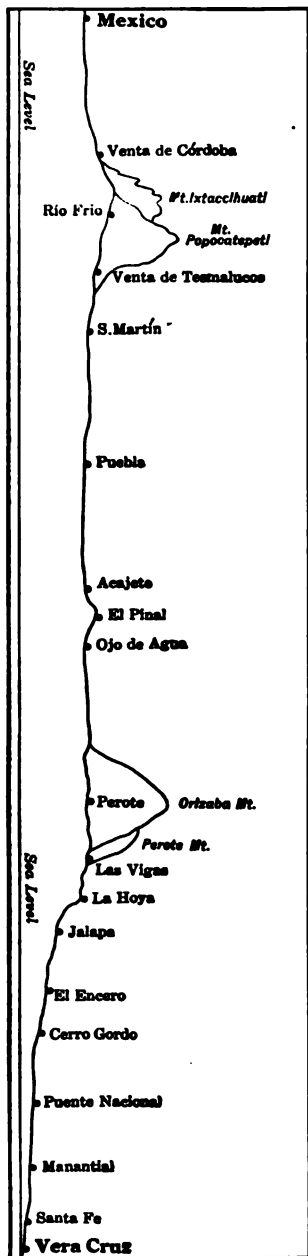 Mexico
Sea Level
Venta de Córdoba
Mt. Ixtaccihuatl
Río Frio
Mt.
Popocatepetl
Venta de Tesmalucos
S. Martín
Puebla
Acajete
El Pinal
Ojo de Agua
Perote
Orizaba Mt.
Perote Mt.
Las Vigas
Sea Level
La Hoya
Jalapa
El Encero
Cerro Gordo
Puente Nacional
Manantial
Santa Fe
Vera Cruz